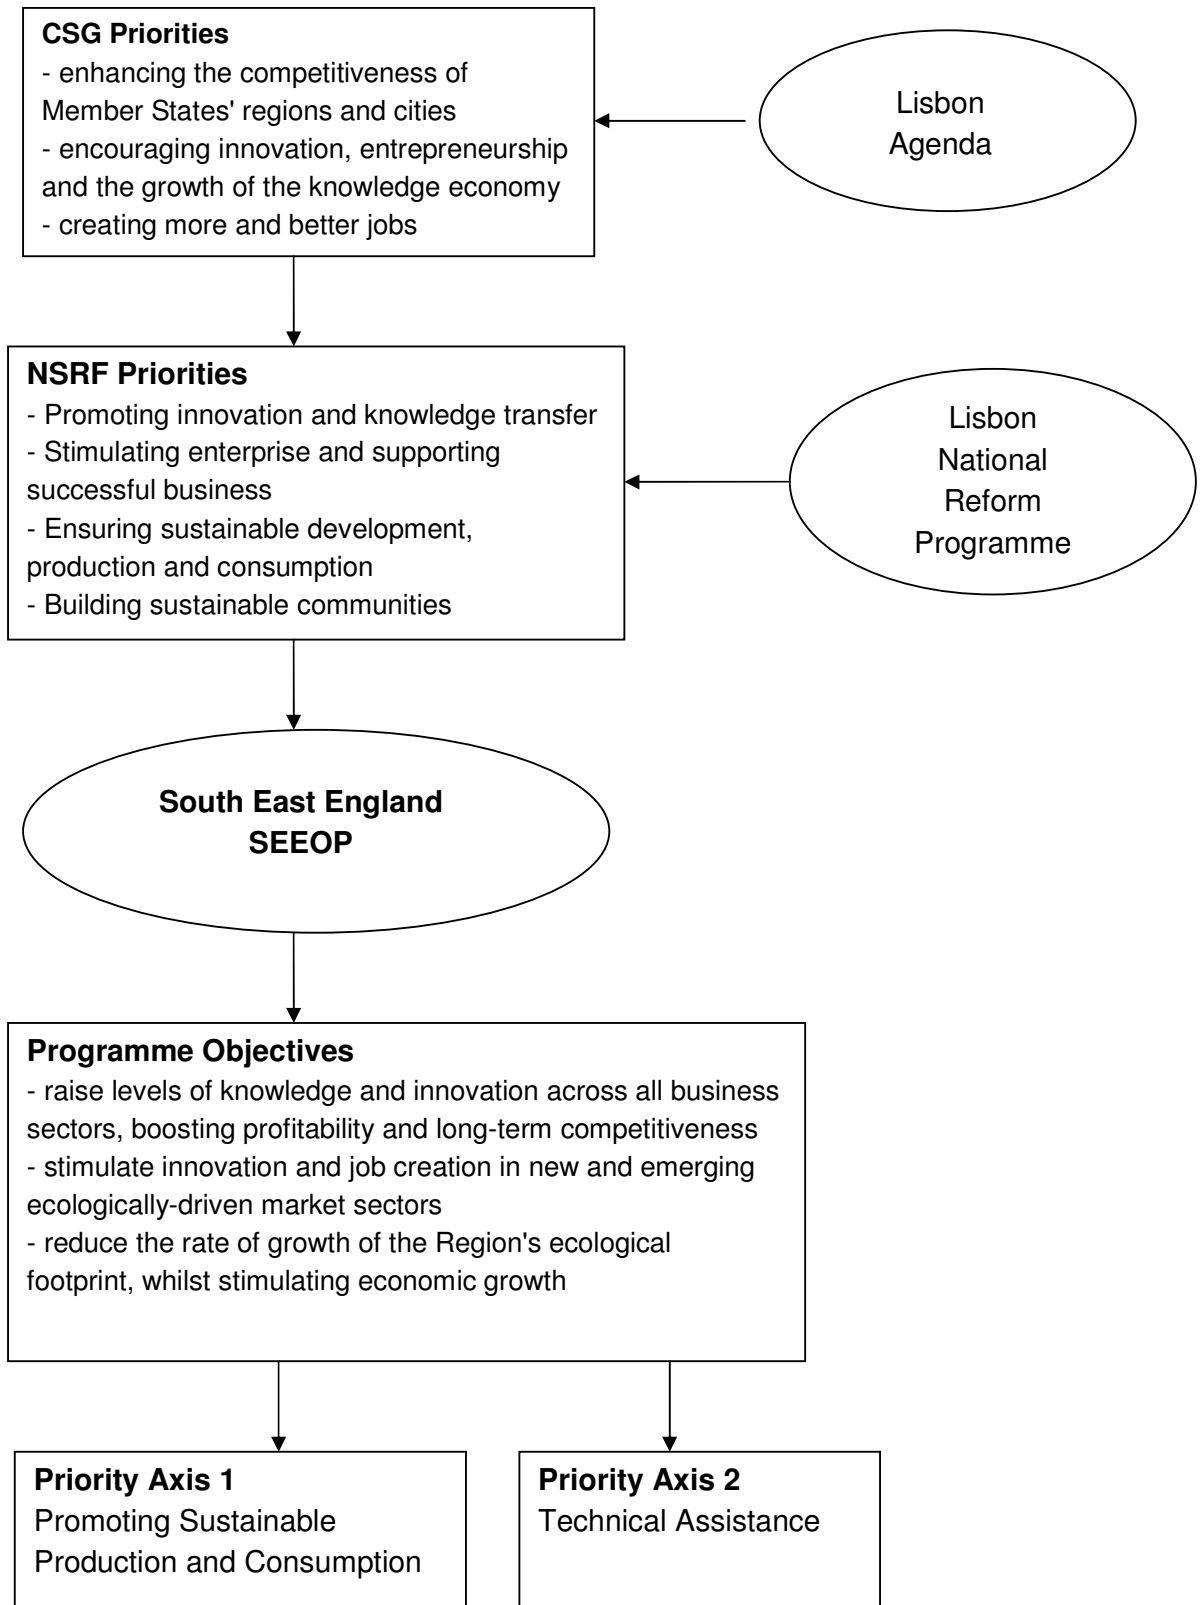 CSG Priorities
- enhancing the competitiveness of
Member States' regions and cities
- encouraging innovation, entrepreneurship
and the growth of the knowledge economy
- creating more and better jobs
Lisbon
Agenda
NSRF Priorities
- Promoting innovation and knowledge transfer
- Stimulating enterprise and supporting
successful business
- Ensuring sustainable development,
production and consumption
- Building sustainable communities
Lisbon
National
Reform
Programme
South East England
SEEOP
Programme Objectives
- raise levels of knowledge and innovation across all business
sectors, boosting profitability and long-term competitiveness
- stimulate innovation and job creation in new and emerging
ecologically-driven market sectors
- reduce the rate of growth of the Region's ecological
footprint, whilst stimulating economic growth
Priority Axis 1
Promoting Sustainable
Production and Consumption
Priority Axis 2
Technical Assistance